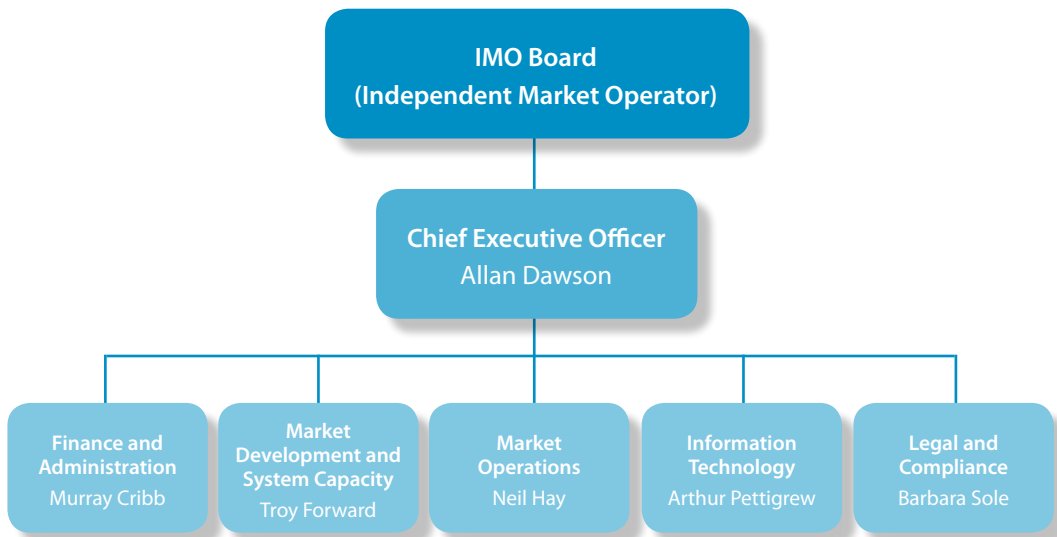 IMO Board
(Independent Market Operator)
Chief Executive Officer
Allan Dawson
Finance and
Administration
Murray Cribb
Market
Development and
System Capacity
Troy Forward
Market
Operations
Neil Hay
Information
Technology
Arthur Pettigrew
Legal and
Compliance
Barbara Sole